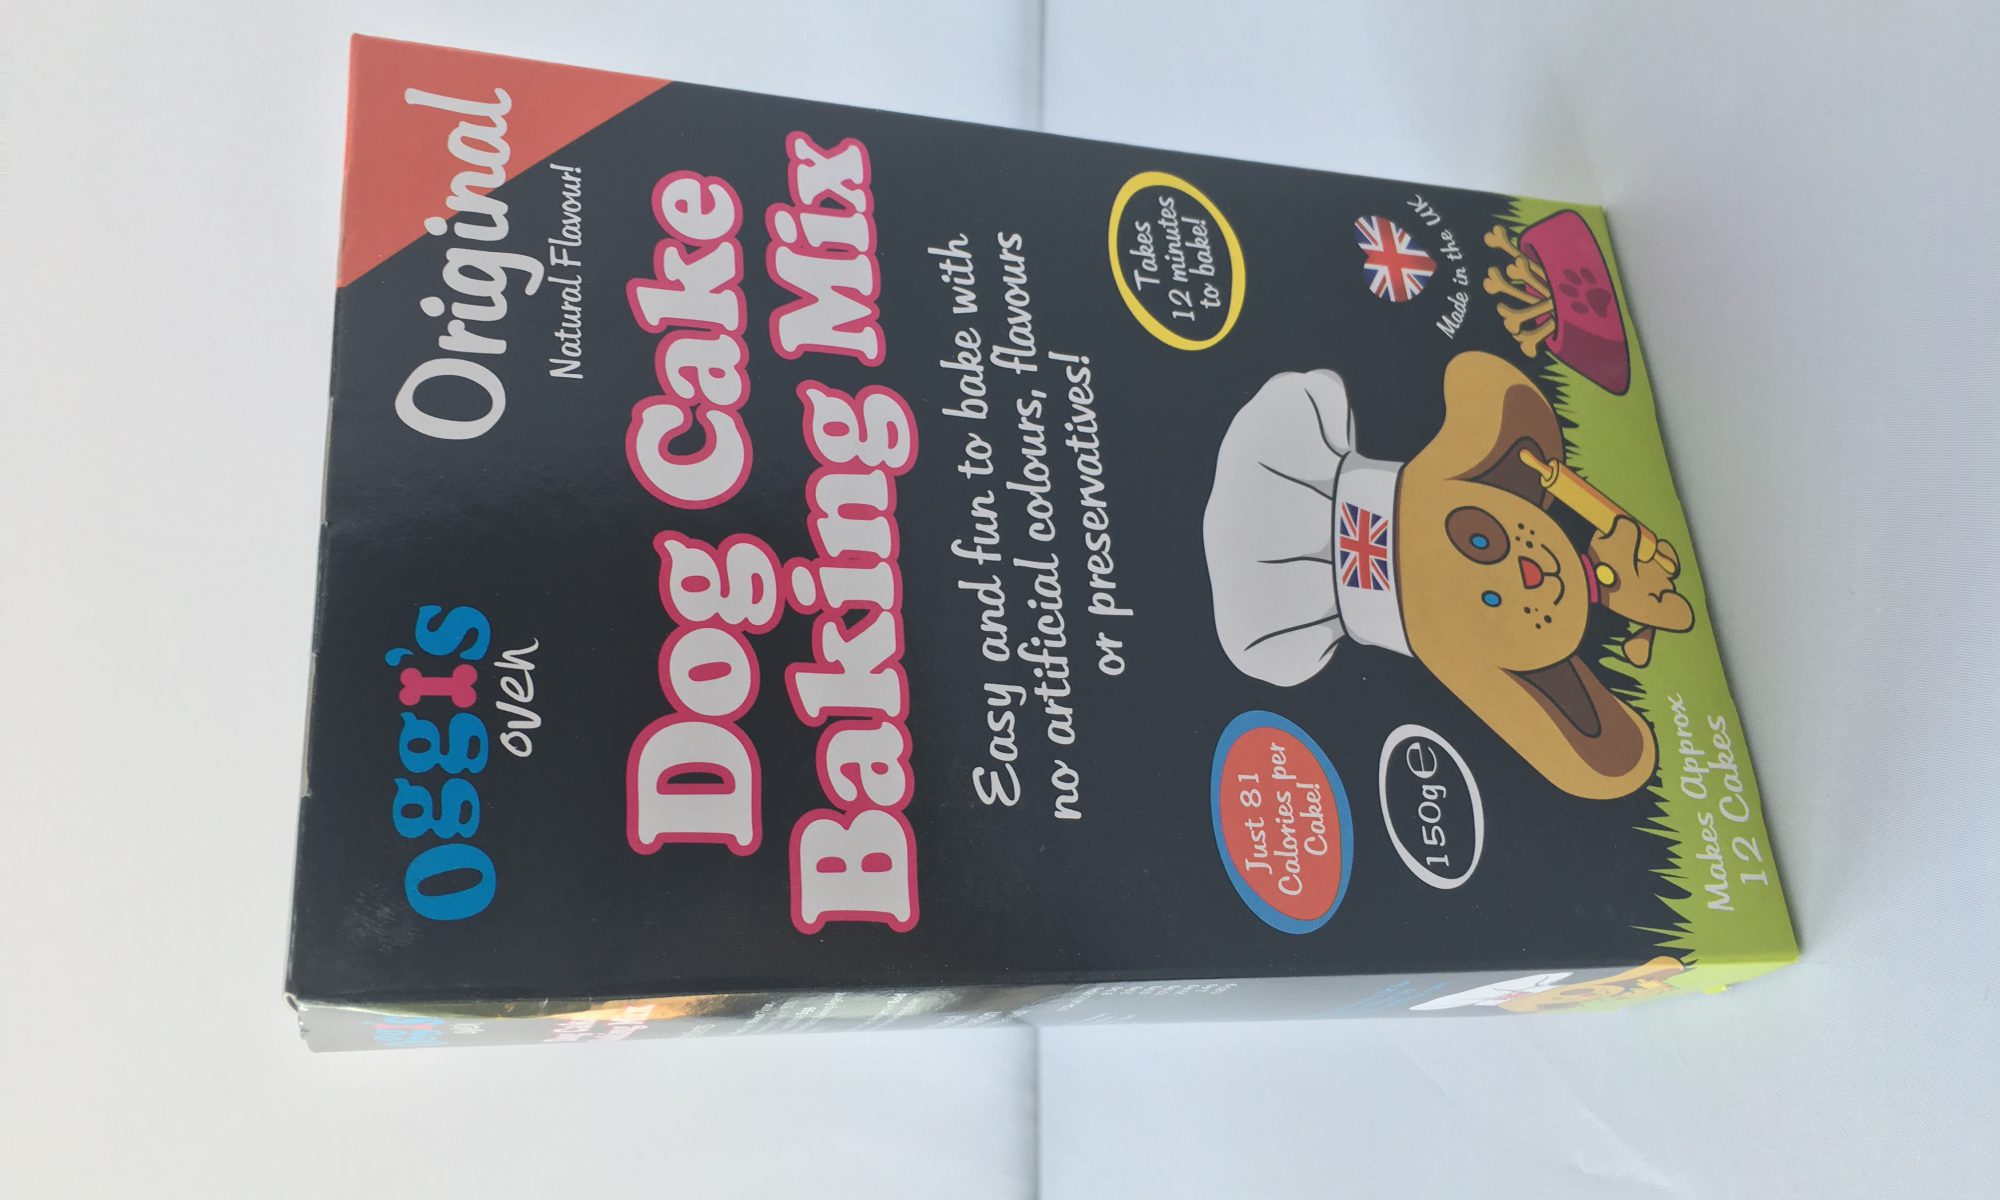 Oggi's
oven
Original
Natural Flavour!
Dog Cake
Baking Mix
Easy and fun to bake with
no artificial colours, flavours
or preservatives!
Takes
12 minutes
to bake!
Just 81
Calories per
Cake!
150g℮
Made in the UK
Makes Approx
12 Cakes